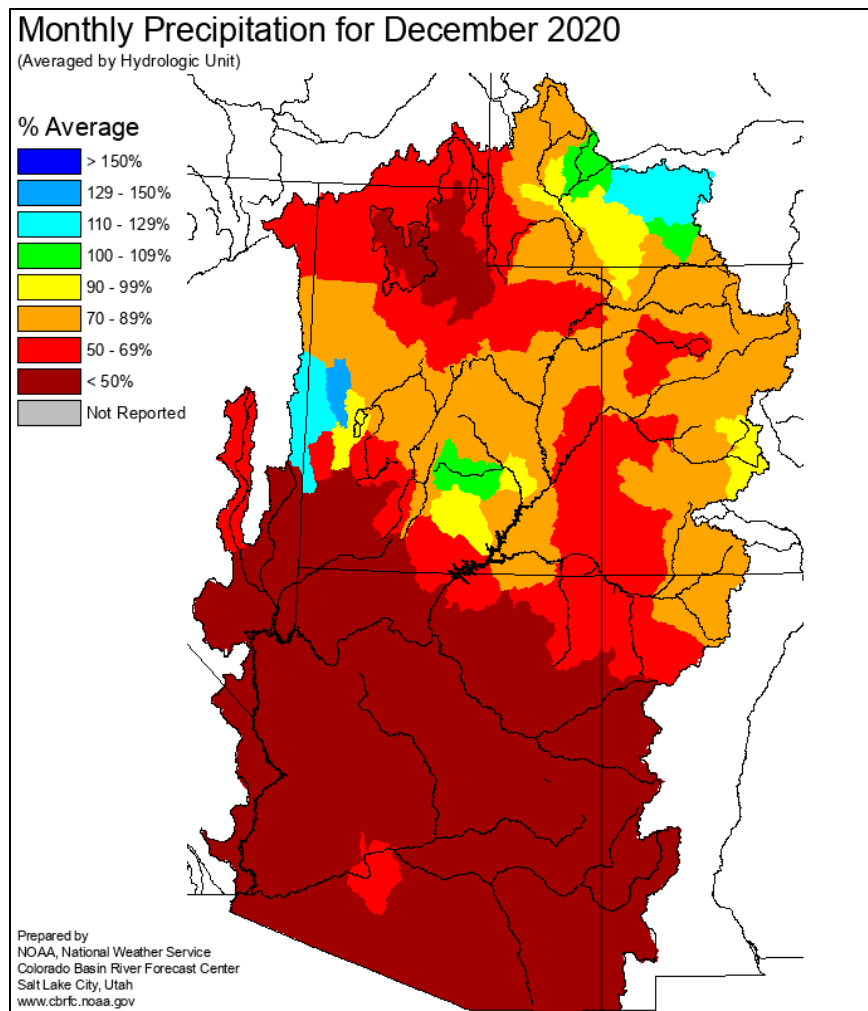 Monthly Precipitation for December 2020
(Averaged by Hydrologic Unit)
% Average
> 150%
129 - 150%
110 - 129%
100 - 109%
90 - 99%
70 - 89%
50 - 69%
< 50%
Not Reported
Prepared by
NOAA, National Weather Service
Colorado Basin River Forecast Center
Salt Lake City, Utah
www.cbrfc.noaa.gov